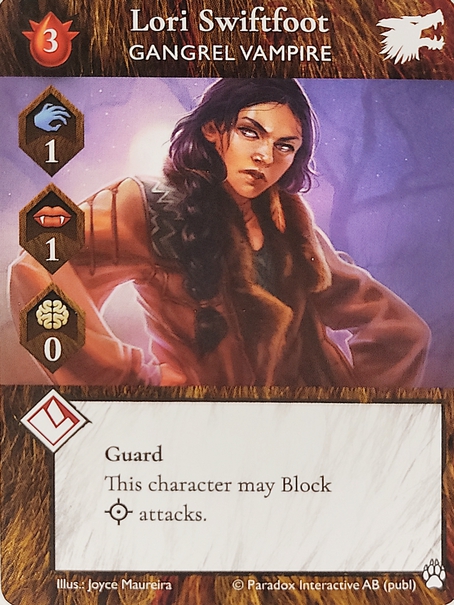 3
Lori Swiftfoot
GANGREL VAMPIRE
1
1
0
Guard
This character may Block
attacks.
Illus.: Joyce Maureira © Paradox Interactive AB (publ)